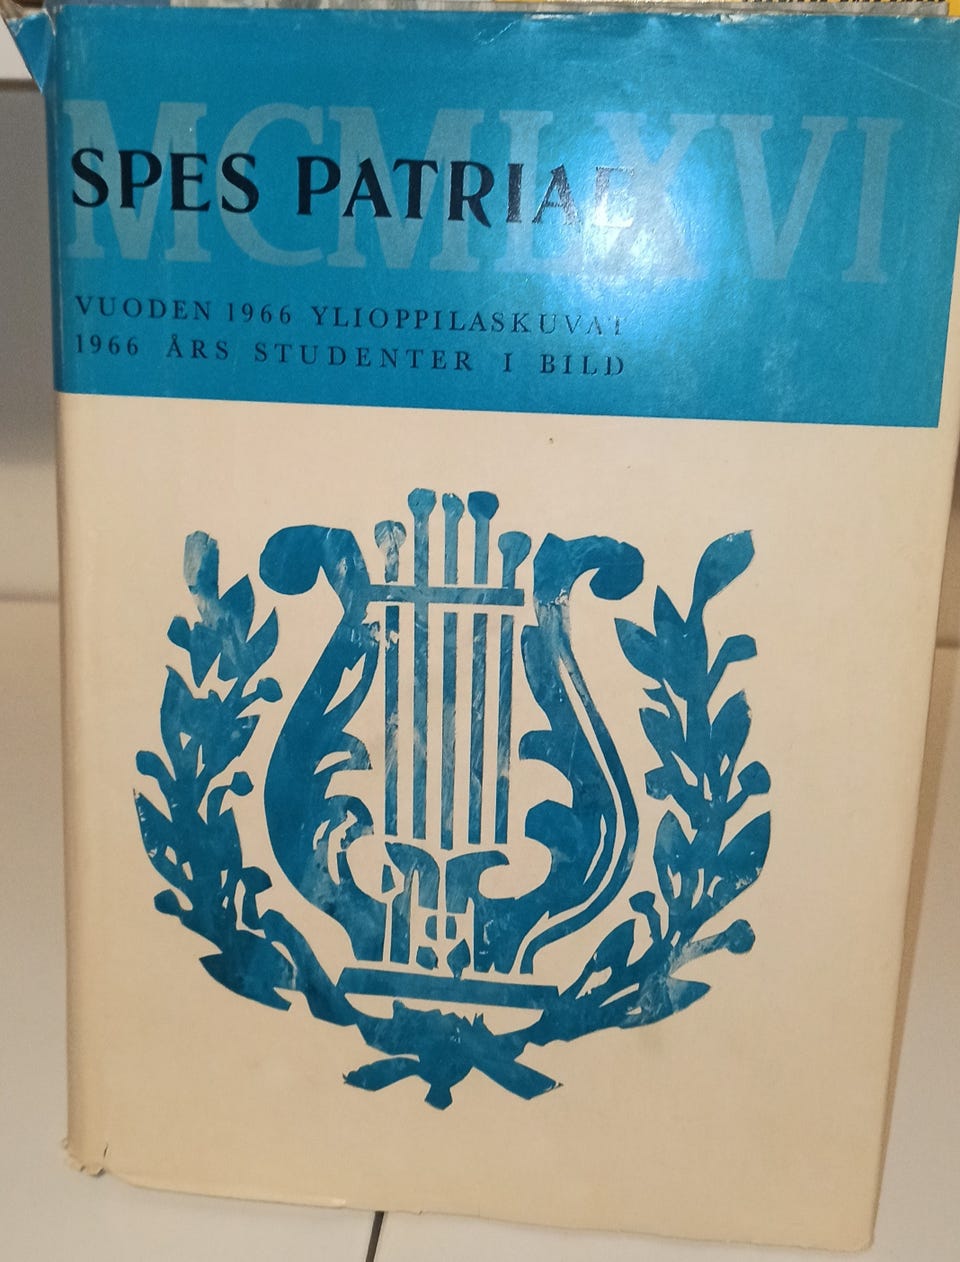 MCMLXVI
SPES PATRIAE
VUODEN 1966 YLIOPPILASKUVAT
1966 ÅRS STUDENTER I BILD